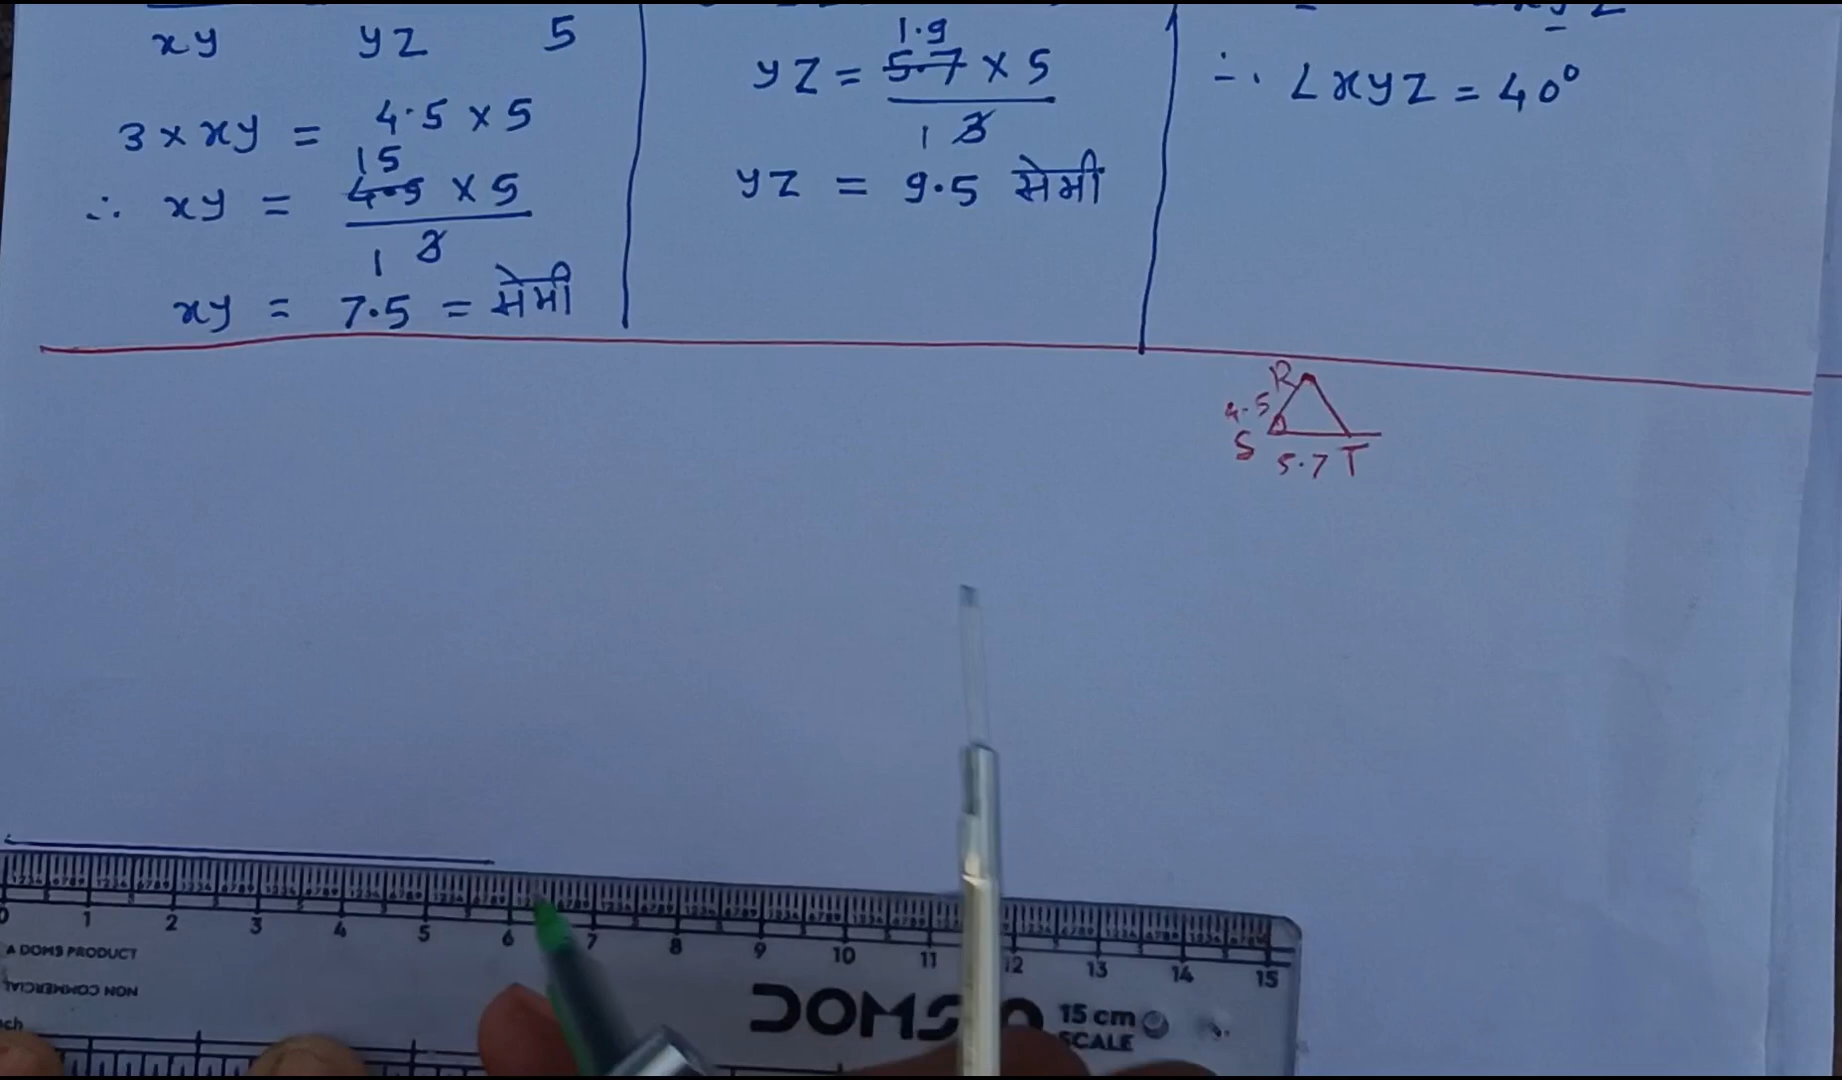 xy yz 5
3 × xy = 4.5 × 5
15
∴ xy = 4.5 × 5
1 3
xy = 7.5 = सेमी
1.9
yz = 5.7 × 5
1 3
yz = 9.5 सेमी
∴ ∠xyz = 40°
R
4.5
S 5.7 T
0 1 2 3 4 5 6 7 8 9 10 11 12 13 14 15
A DOMS PRODUCT
NON COMMERCIAL
DOMS
15 cm
SCALE